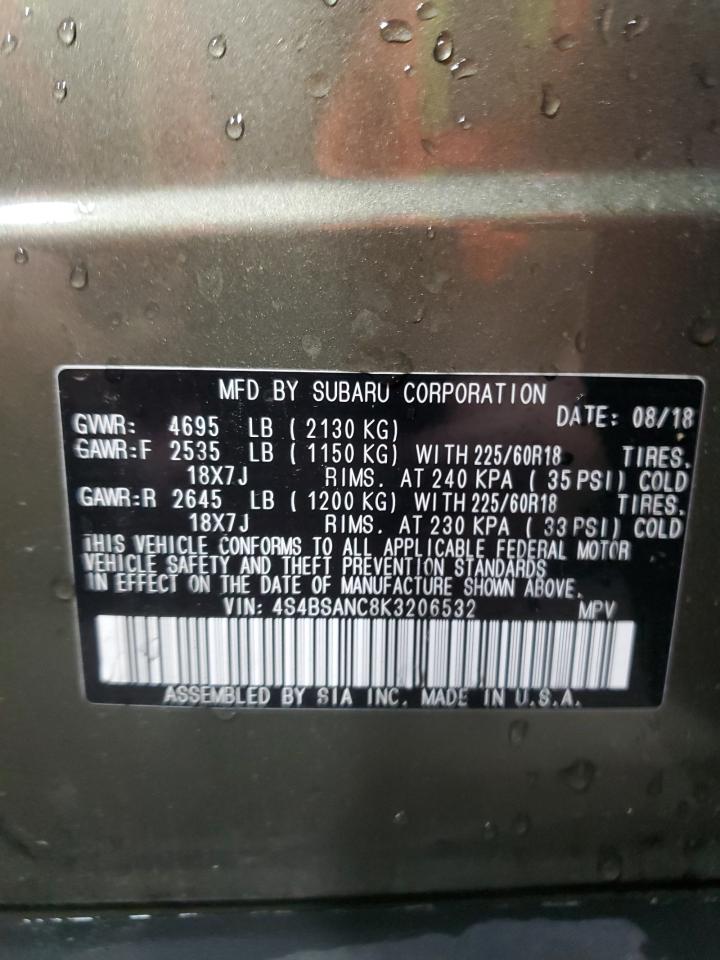 MFD BY SUBARU CORPORATION
DATE: 08/18
GVWR: 4695 LB ( 2130 KG)
GAWR:F 2535 LB ( 1150 KG) WITH 225/60R18 TIRES.
18X7J RIMS. AT 240 KPA ( 35 PSI) COLD
GAWR:R 2645 LB ( 1200 KG) WITH 225/60R18 TIRES.
18X7J RIMS. AT 230 KPA ( 33 PSI) COLD
THIS VEHICLE CONFORMS TO ALL APPLICABLE FEDERAL MOTOR
VEHICLE SAFETY AND THEFT PREVENTION STANDARDS
IN EFFECT ON THE DATE OF MANUFACTURE SHOWN ABOVE.
VIN: 4S4BSANC8K3206532 MPV
ASSEMBLED BY SIA INC. MADE IN U.S.A.